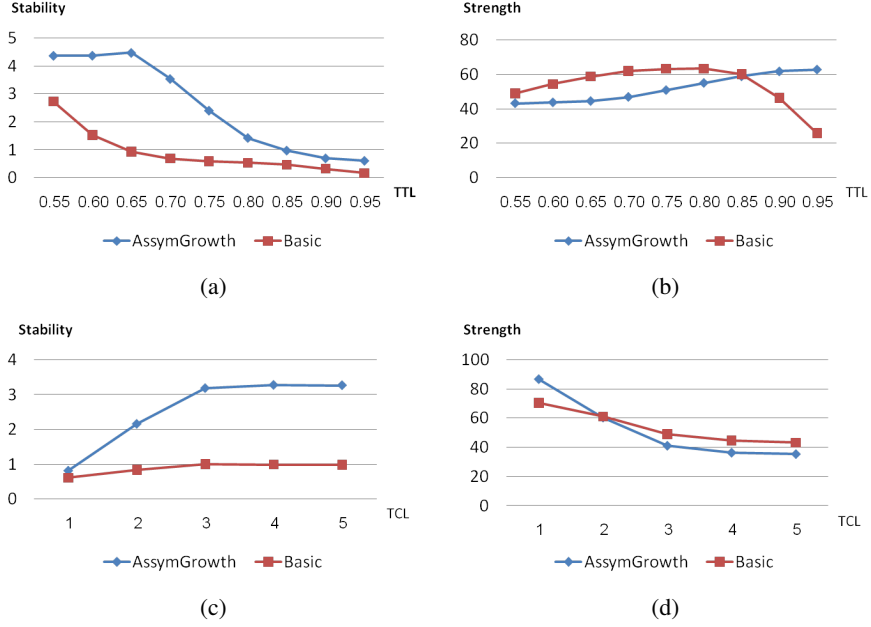 Stability
5
4
3
2
1
0
0.55 0.60 0.65 0.70 0.75 0.80 0.85 0.90 0.95 TTL
AssymGrowth Basic
(a)
Strength
80
60
40
20
0
0.55 0.60 0.65 0.70 0.75 0.80 0.85 0.90 0.95 TTL
AssymGrowth Basic
(b)
Stability
4
3
2
1
0
1 2 3 4 5 TCL
AssymGrowth Basic
(c)
Strength
100
80
60
40
20
0
1 2 3 4 5 TCL
AssymGrowth Basic
(d)